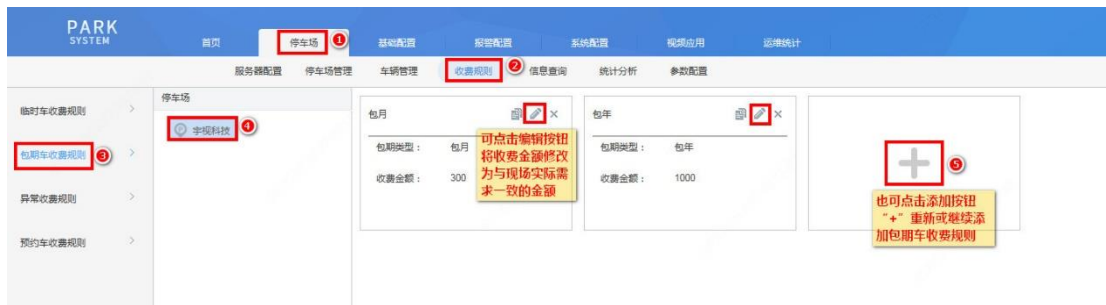 PARK
SYSTEM
首页
停车场
1
基础配置
报警配置
系统配置
视频应用
运维统计
服务器配置
停车场管理
车辆管理
收费规则
2
信息查询
统计分析
参数配置
临时车收费规则
包期车收费规则
3
异常收费规则
预约车收费规则
停车场
宇视科技
4
包月
包期类型：
包月
收费金额：
300
可点击编辑按钮
将收费金额修改
为与现场实际需
求一致的金额
包年
包期类型：
包年
收费金额：
1000
5
也可点击添加按钮
“+”重新或继续添
加包期车收费规则